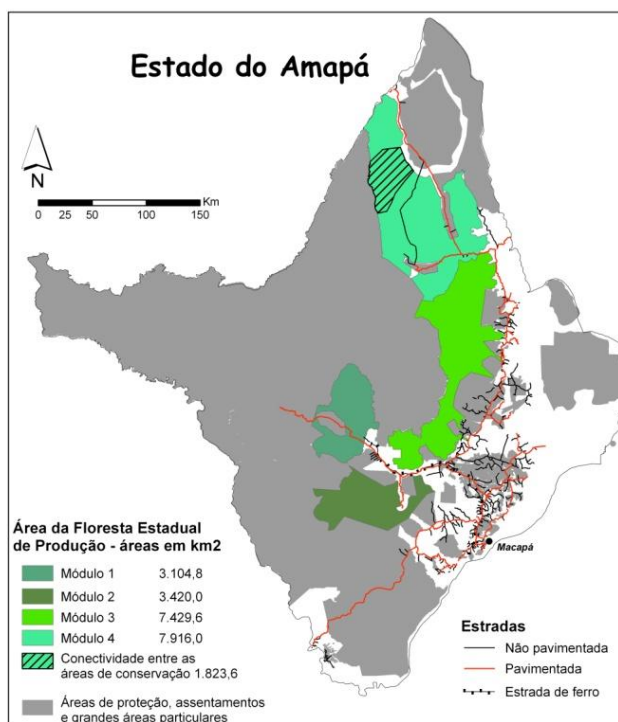 Estado do Amapá
N
Km
0 25 50 100 150
Macapá
Área da Floresta Estadual
de Produção - áreas em km2
Módulo 1 3.104,8
Módulo 2 3.420,0
Módulo 3 7.429,6
Módulo 4 7.916,0
Conectividade entre as
áreas de conservação 1.823,6
Áreas de proteção, assentamentos
e grandes áreas particulares
Estradas
Não pavimentada
Pavimentada
Estrada de ferro